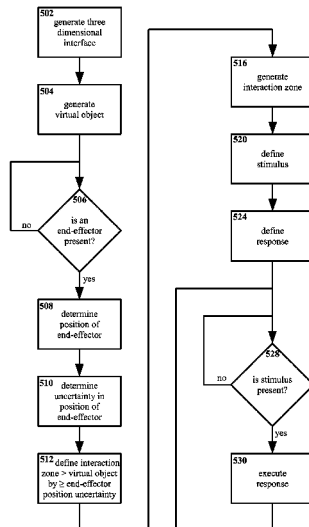 502
generate three
dimensional
interface
504
generate
virtual object
506
is an
end-effector
present?
no
yes
508
determine
position of
end-effector
510
determine
uncertainty in
position of
end-effector
512 define interaction
zone > virtual object
by ≥ end-effector
position uncertainty
516
generate
interaction zone
520
define
stimulus
524
define
response
528
is stimulus
present?
no
yes
530
execute
response